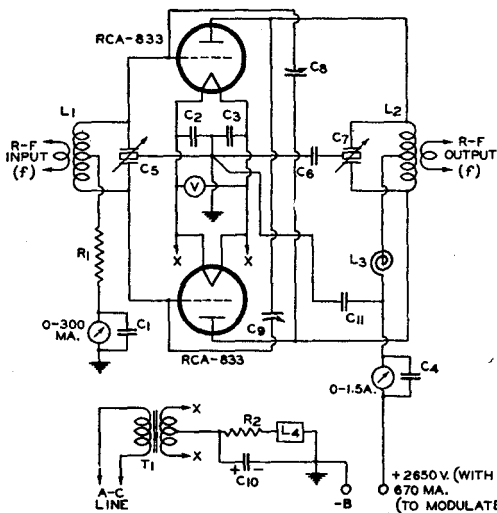 RCA-833
C8
L1
C2
C3
L2
C7
R-F
INPUT
(f)
C5
C6
R-F
OUTPUT
(f)
V
R1
X
X
L3
C11
0-300
MA.
C1
C9
RCA-833
C4
0-1.5A.
X
R2
L4
T1
X
C10
+
-
A-C
LINE
-B
+2650 V. (WITH
670 MA.
(TO MODULATE